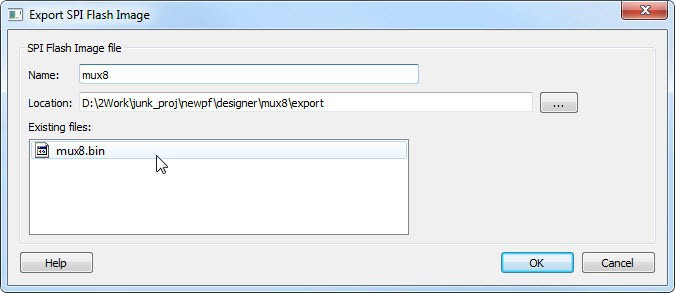 Export SPI Flash Image
SPI Flash Image file
Name: mux8
Location: D:\2Work\junk_proj\newpf\designer\mux8\export ...
Existing files:
mux8.bin
Help OK Cancel